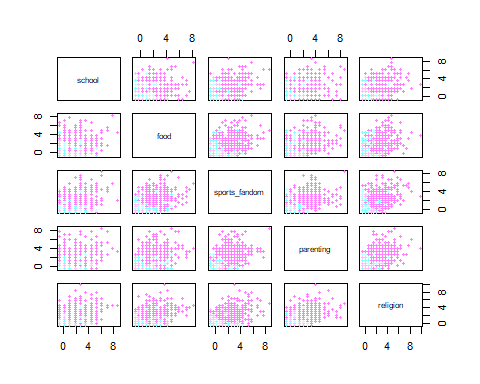 0 4 8 0 4 8
school 0 4 8
0 4 8 food
sports_fandom 0 4 8
0 4 8 parenting
religion 0 4 8
0 4 8 0 4 8 0 4 8